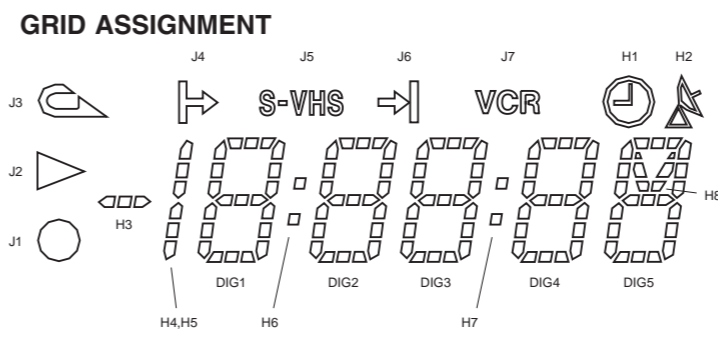 GRID ASSIGNMENT
J4 J5 J6 J7 H1 H2
J3 S-VHS VCR
J2
H8
H3
J1
DIG1 DIG2 DIG3 DIG4 DIG5
H4,H5 H6 H7